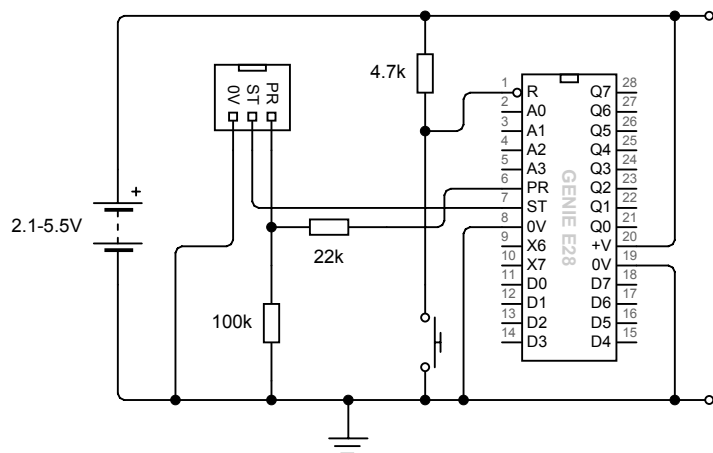 4.7k
0V
ST
PR
2.1-5.5V
+
22k
100k
GENIE E28
1 R Q7 28
2 A0 Q6 27
3 A1 Q5 26
4 A2 Q4 25
5 A3 Q3 24
6 PR Q2 23
7 ST Q1 22
8 0V Q0 21
9 X6 +V 20
10 X7 0V 19
11 D0 D7 18
12 D1 D6 17
13 D2 D5 16
14 D3 D4 15